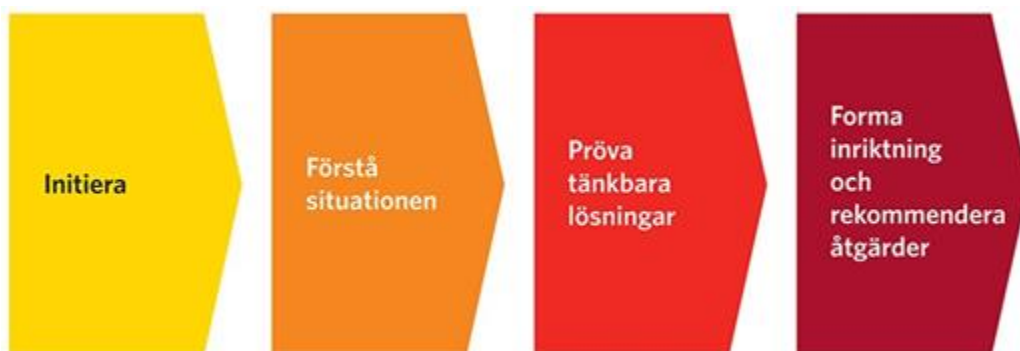 Initiera
Förstå
situationen
Pröva
tänkbara
lösningar
Forma
inriktning
och
rekommendera
åtgärder